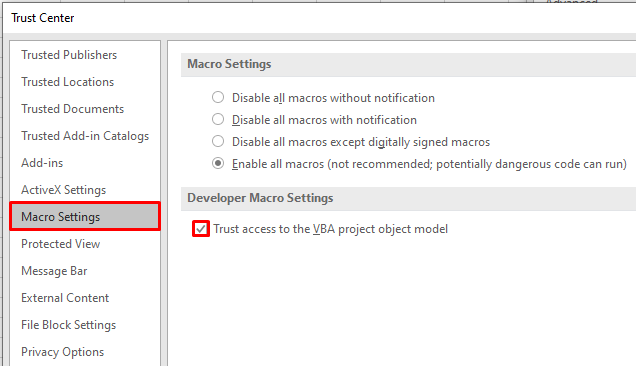 Advanced
Trust Center
Trusted Publishers
Trusted Locations
Trusted Documents
Trusted Add-in Catalogs
Add-ins
ActiveX Settings
Macro Settings
Protected View
Message Bar
External Content
File Block Settings
Privacy Options
Macro Settings
Disable all macros without notification
Disable all macros with notification
Disable all macros except digitally signed macros
Enable all macros (not recommended; potentially dangerous code can run)
Developer Macro Settings
Trust access to the VBA project object model